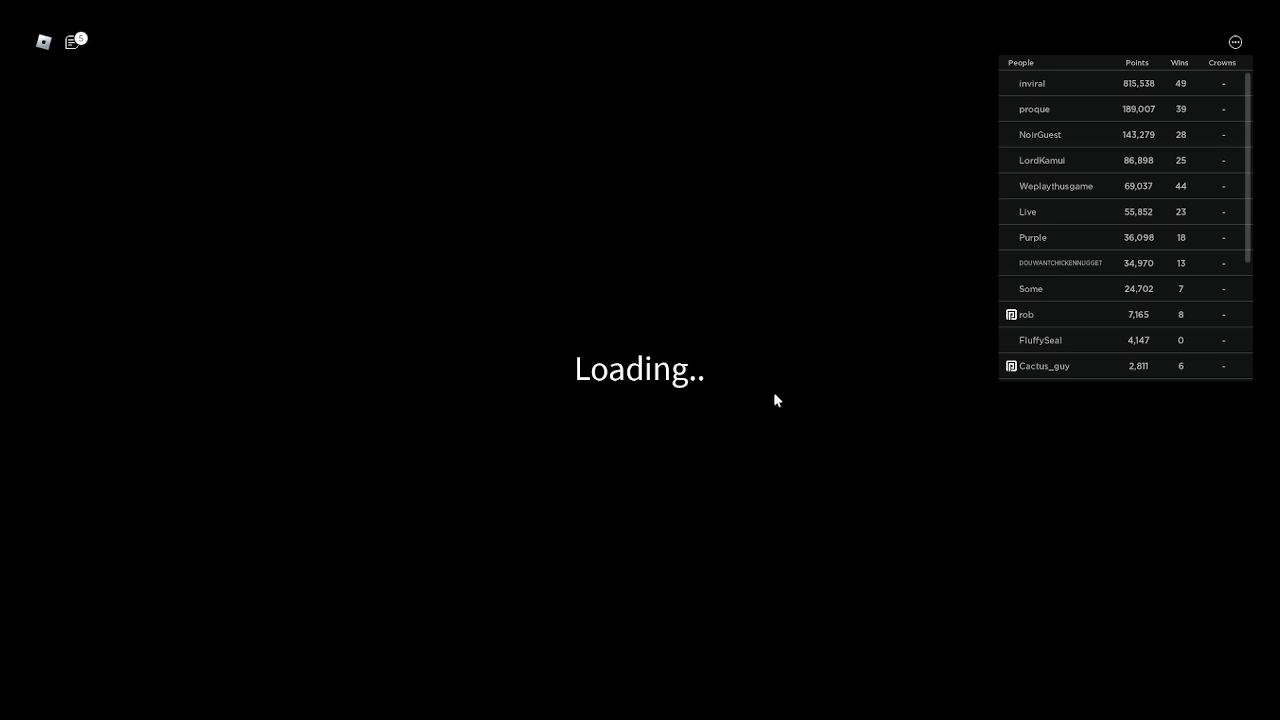 5
People Points Wins Crowns
inviral 815,538 49 -
proque 189,007 39 -
NoirGuest 143,279 28 -
LordKamui 86,898 25 -
Weplaythusgame 69,037 44 -
Live 55,852 23 -
Purple 36,098 18 -
DOUWANTCHICKENNUGGET 34,970 13 -
Some 24,702 7 -
rob 7,165 8 -
FluffySeal 4,147 0 -
Cactus_guy 2,811 6 -
Loading..